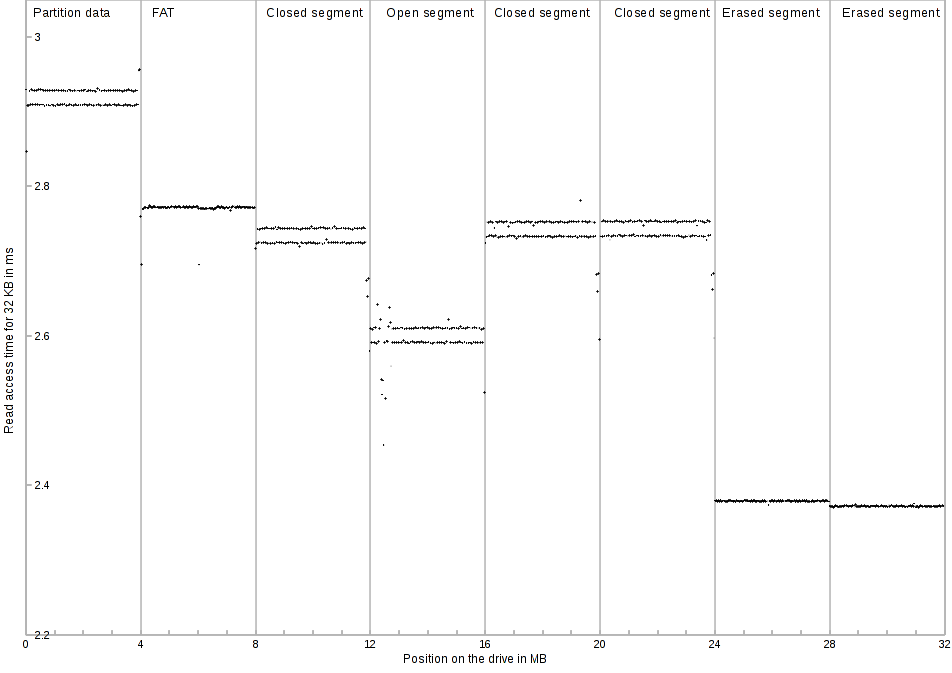 Partition data FAT Closed segment Open segment Closed segment Closed segment Erased segment Erased segment
3
2.8
2.6
2.4
2.2
Read access time for 32 KB in ms
0 4 8 12 16 20 24 28 32
Position on the drive in MB